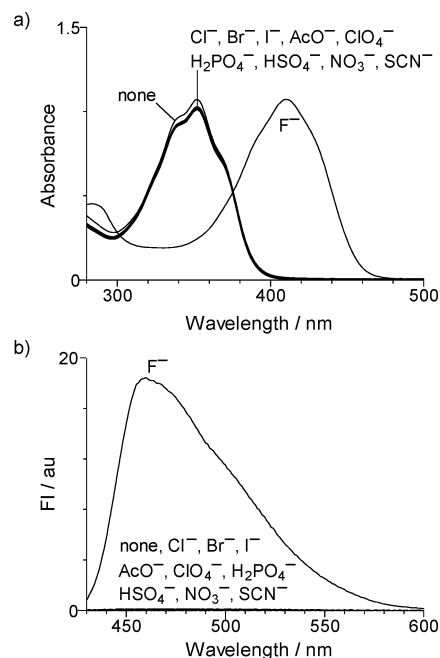 a)
1.5
Cl⁻, Br⁻, I⁻, AcO⁻, ClO₄⁻
H₂PO₄⁻, HSO₄⁻, NO₃⁻, SCN⁻
none
F⁻
Absorbance
0
300 400 500
Wavelength / nm
b)
20
F⁻
FI / au
none, Cl⁻, Br⁻, I⁻
AcO⁻, ClO₄⁻, H₂PO₄⁻
HSO₄⁻, NO₃⁻, SCN⁻
0
450 500 550 600
Wavelength / nm